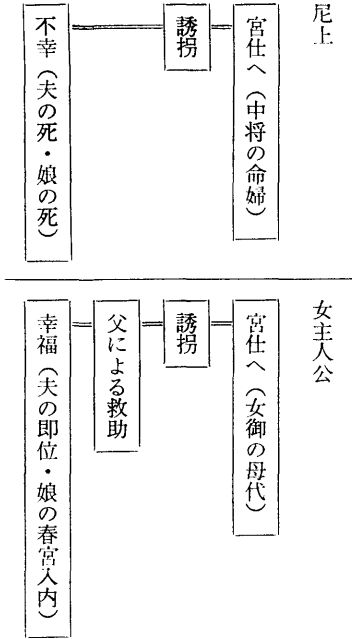 尼上
宮仕へ（中将の命婦）
誘拐
不幸（夫の死・娘の死）
女主人公
宮仕へ（女御の母代）
誘拐
父による救助
幸福（夫の即位・娘の春宮入内）